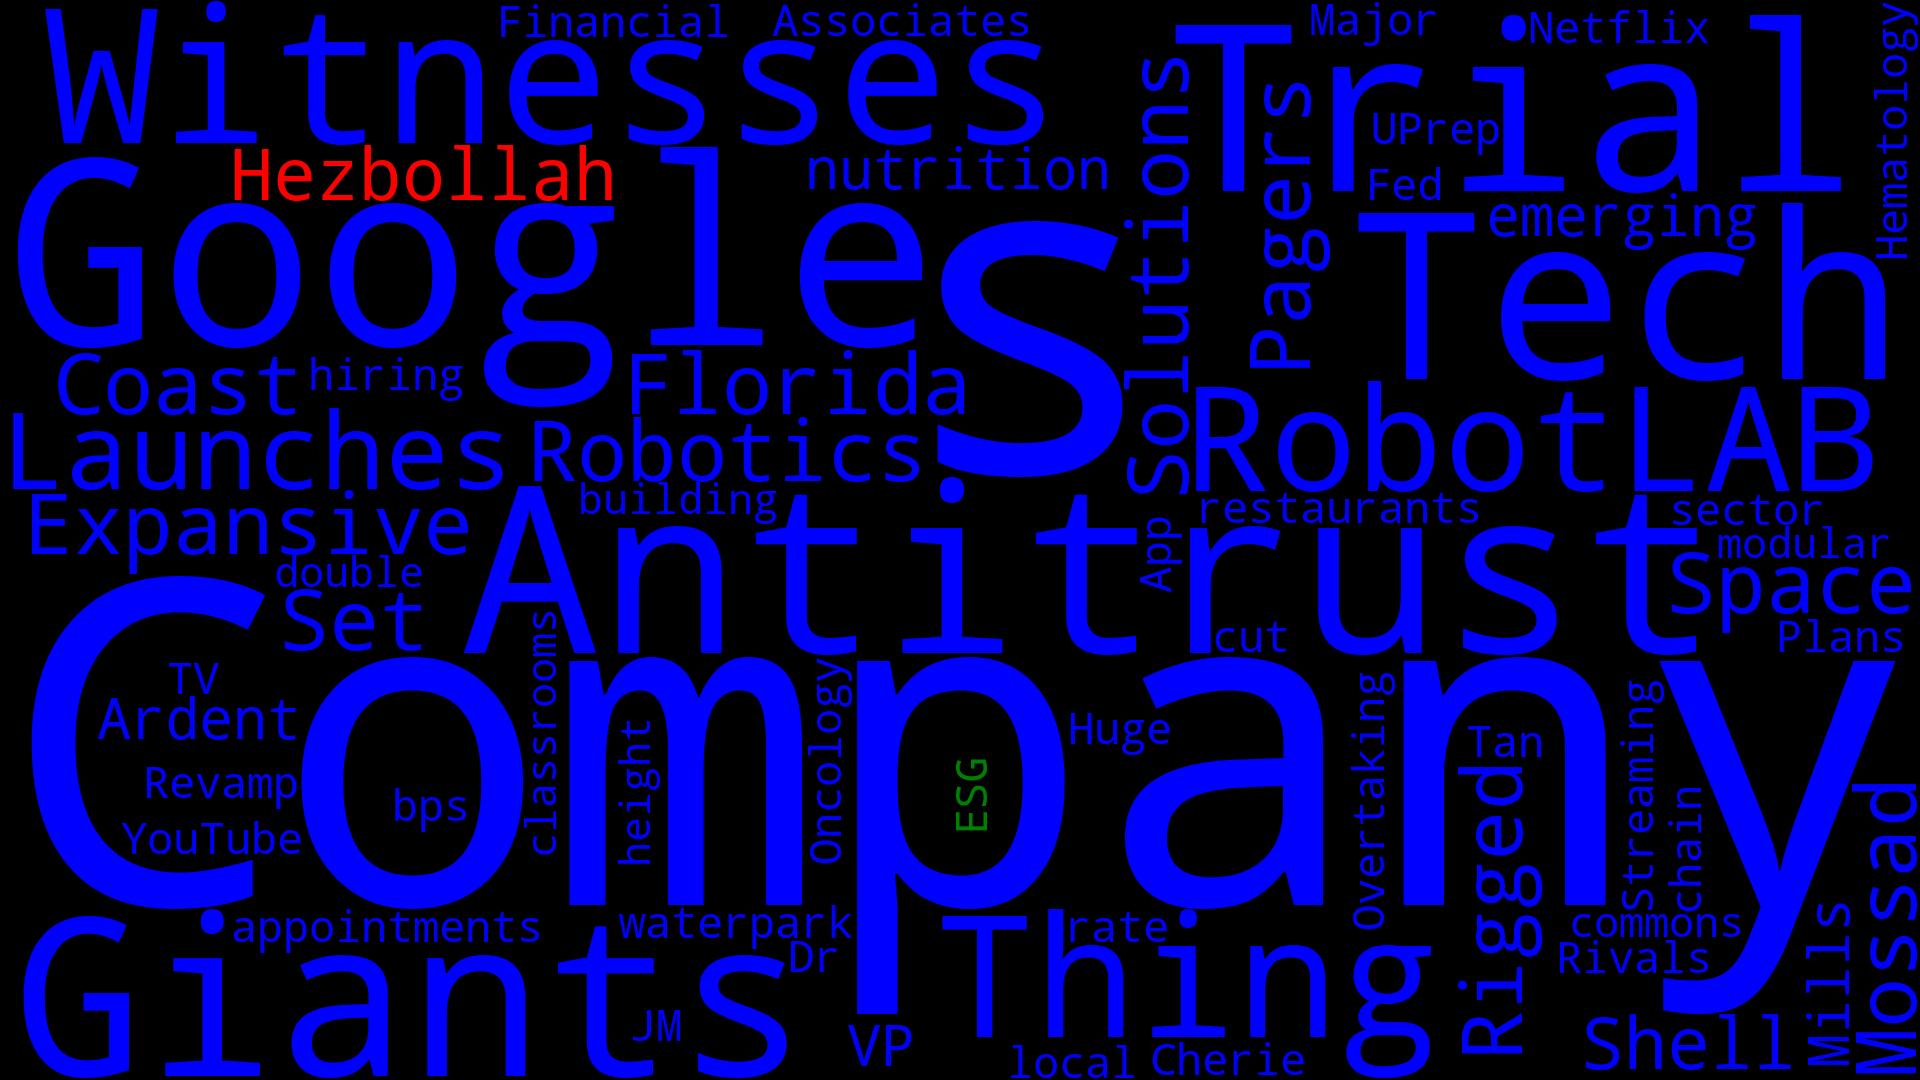 Financial
Associates
Major
Netflix
Hematology
Witnesses
Trial
Solutions
Pagers
UPrep
Hezbollah
nutrition
Fed
Googles
emerging
Tech
Coast
hiring
Florida
Launches
Robotics
RobotLAB
building
restaurants
sector
Expansive
Antitrust
App
modular
double
Space
Set
cut
Plans
classrooms
TV
Company
Ardent
height
Oncology
Huge
Overtaking
Tan
Streaming
ESG
Revamp
bps
chain
YouTube
Rigged
Mossad
appointments
waterpark
rate
commons
Giants
Dr
Thing
Rivals
Mills
JM
VP
local
Cherie
Shell